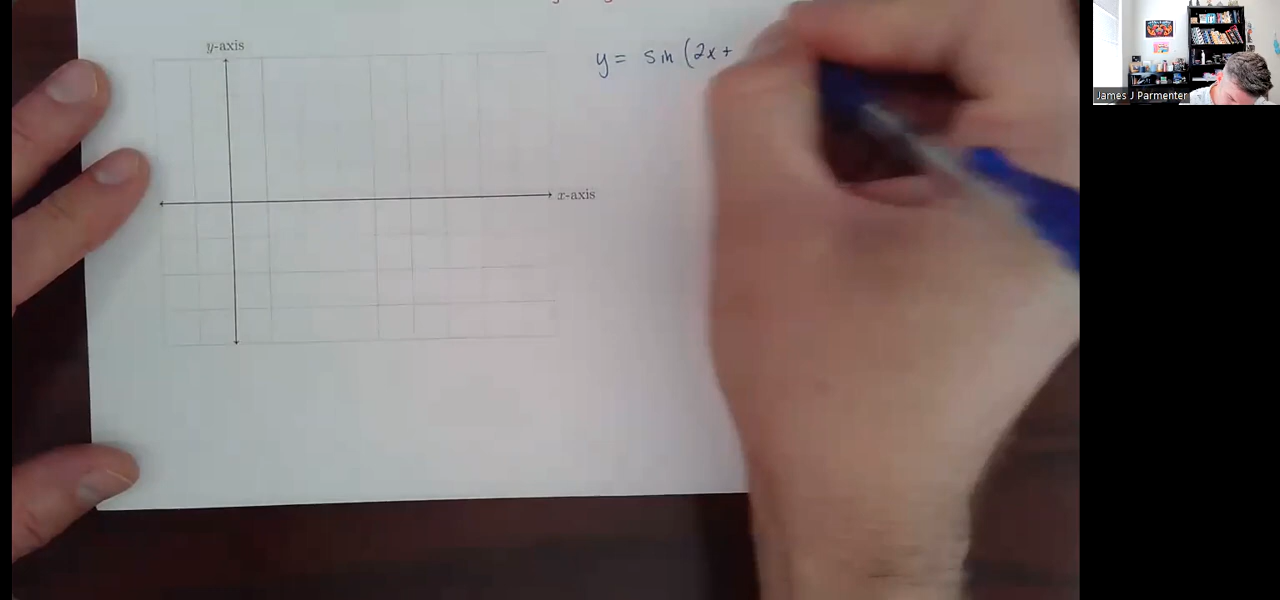 y-axis
y = sin (2x +
x-axis
James J Parmenter